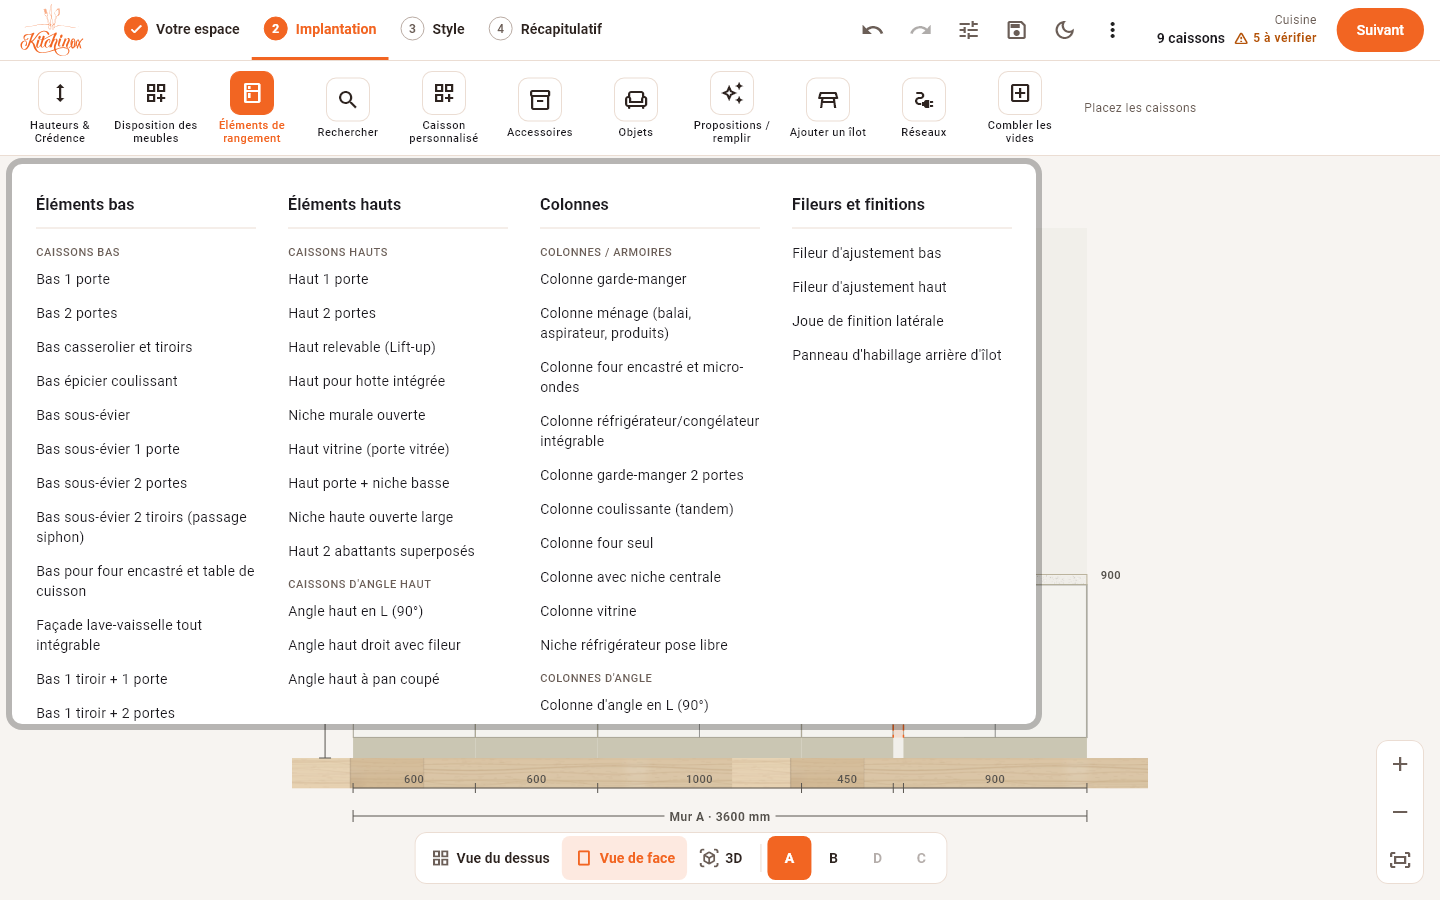 Kitchinox
Votre espace
2 Implantation
3 Style
4 Récapitulatif
Cuisine
9 caissons 5 à vérifier
Suivant
Hauteurs &
Crédence
Disposition des
meubles
Éléments de
rangement
Rechercher
Caisson
personnalisé
Accessoires
Objets
Propositions /
remplir
Ajouter un îlot
Réseaux
Combler les
vides
Placez les caissons
Éléments bas
CAISSONS BAS
Bas 1 porte
Bas 2 portes
Bas casserolier et tiroirs
Bas épicier coulissant
Bas sous-évier
Bas sous-évier 1 porte
Bas sous-évier 2 portes
Bas sous-évier 2 tiroirs (passage
siphon)
Bas pour four encastré et table de
cuisson
Façade lave-vaisselle tout
intégrable
Bas 1 tiroir + 1 porte
Bas 1 tiroir + 2 portes
Éléments hauts
CAISSONS HAUTS
Haut 1 porte
Haut 2 portes
Haut relevable (Lift-up)
Haut pour hotte intégrée
Niche murale ouverte
Haut vitrine (porte vitrée)
Haut porte + niche basse
Niche haute ouverte large
Haut 2 abattants superposés
CAISSONS D'ANGLE HAUT
Angle haut en L (90°)
Angle haut droit avec fileur
Angle haut à pan coupé
Colonnes
COLONNES / ARMOIRES
Colonne garde-manger
Colonne ménage (balai,
aspirateur, produits)
Colonne four encastré et micro-
ondes
Colonne réfrigérateur/congélateur
intégrable
Colonne garde-manger 2 portes
Colonne coulissante (tandem)
Colonne four seul
Colonne avec niche centrale
Colonne vitrine
Niche réfrigérateur pose libre
COLONNES D'ANGLE
Colonne d'angle en L (90°)
Fileurs et finitions
Fileur d'ajustement bas
Fileur d'ajustement haut
Joue de finition latérale
Panneau d'habillage arrière d'îlot
900
600 600 1000 450 900
Mur A · 3600 mm
Vue du dessus
Vue de face
3D
A B D C